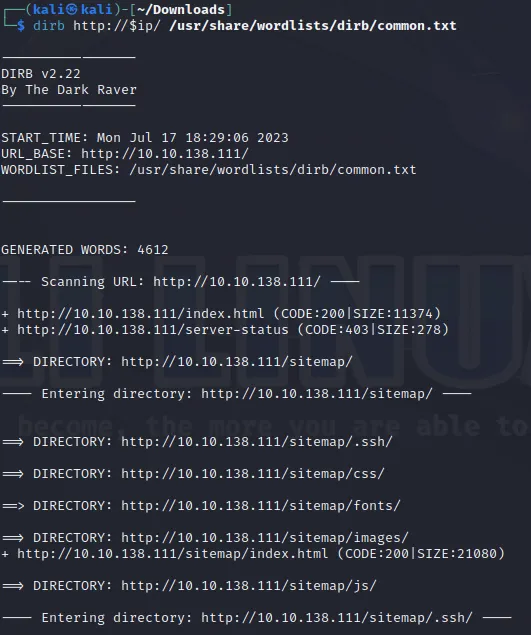 (kali㉿kali)-[~/Downloads]
$ dirb http://$ip/ /usr/share/wordlists/dirb/common.txt
-----------------
DIRB v2.22
By The Dark Raver
-----------------
START_TIME: Mon Jul 17 18:29:06 2023
URL_BASE: http://10.10.138.111/
WORDLIST_FILES: /usr/share/wordlists/dirb/common.txt
-----------------
GENERATED WORDS: 4612
---- Scanning URL: http://10.10.138.111/ ----
+ http://10.10.138.111/index.html (CODE:200|SIZE:11374)
+ http://10.10.138.111/server-status (CODE:403|SIZE:278)
==> DIRECTORY: http://10.10.138.111/sitemap/
---- Entering directory: http://10.10.138.111/sitemap/ ----
become, the more you are able to
==> DIRECTORY: http://10.10.138.111/sitemap/.ssh/
==> DIRECTORY: http://10.10.138.111/sitemap/css/
==> DIRECTORY: http://10.10.138.111/sitemap/fonts/
==> DIRECTORY: http://10.10.138.111/sitemap/images/
+ http://10.10.138.111/sitemap/index.html (CODE:200|SIZE:21080)
==> DIRECTORY: http://10.10.138.111/sitemap/js/
---- Entering directory: http://10.10.138.111/sitemap/.ssh/ ----